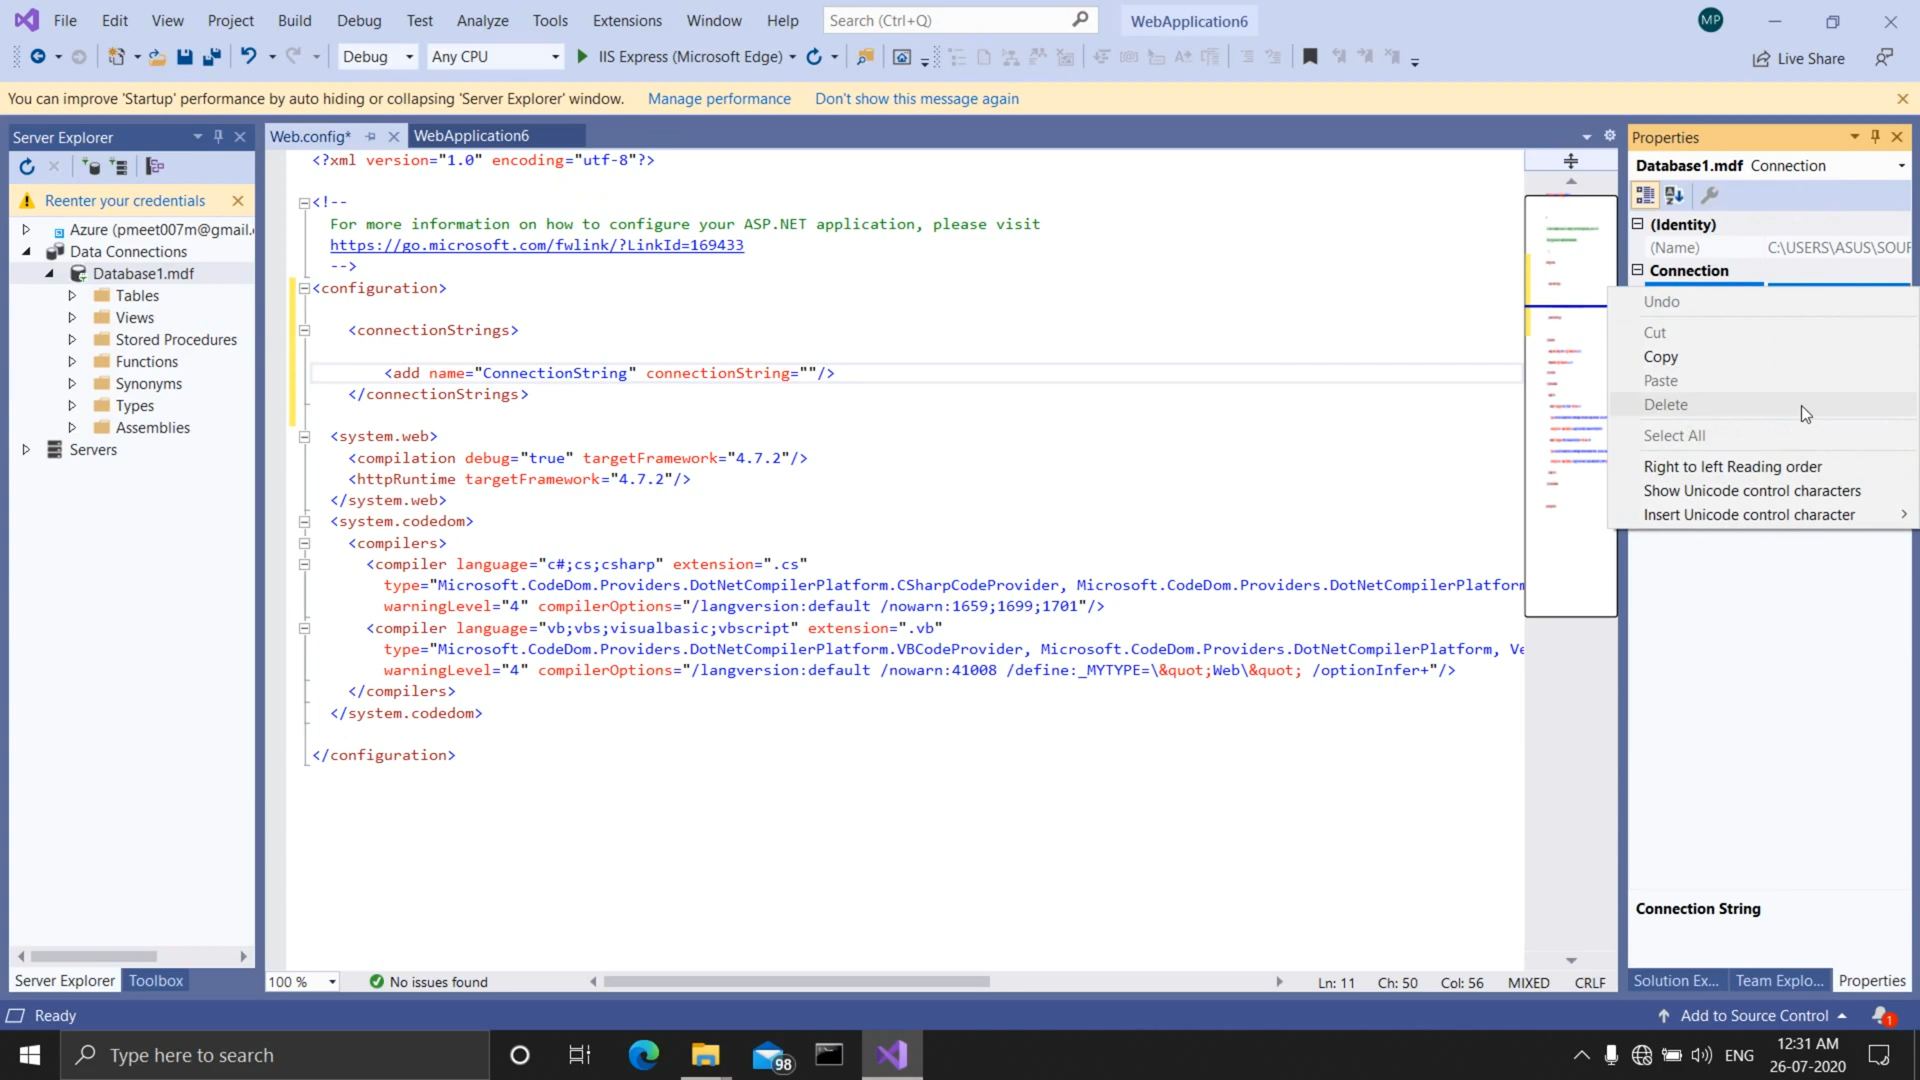 File Edit View Project Build Debug Test Analyze Tools Extensions Window Help Search (Ctrl+Q) WebApplication6 MP
Debug Any CPU IIS Express (Microsoft Edge) Live Share
You can improve 'Startup' performance by auto hiding or collapsing 'Server Explorer' window. Manage performance Don't show this message again
Server Explorer
Reenter your credentials
Azure (pmeet007m@gmail.
Data Connections
Database1.mdf
Tables
Views
Stored Procedures
Functions
Synonyms
Types
Assemblies
Servers
Server Explorer Toolbox
Web.config* WebApplication6
<?xml version="1.0" encoding="utf-8"?>
<!--
For more information on how to configure your ASP.NET application, please visit
https://go.microsoft.com/fwlink/?LinkId=169433
-->
<configuration>
<connectionStrings>
<add name="ConnectionString" connectionString=""/>
</connectionStrings>
<system.web>
<compilation debug="true" targetFramework="4.7.2"/>
<httpRuntime targetFramework="4.7.2"/>
</system.web>
<system.codedom>
<compilers>
<compiler language="c#;cs;csharp" extension=".cs"
type="Microsoft.CodeDom.Providers.DotNetCompilerPlatform.CSharpCodeProvider, Microsoft.CodeDom.Providers.DotNetCompilerPlatform
warningLevel="4" compilerOptions="/langversion:default /nowarn:1659;1699;1701"/>
<compiler language="vb;vbs;visualbasic;vbscript" extension=".vb"
type="Microsoft.CodeDom.Providers.DotNetCompilerPlatform.VBCodeProvider, Microsoft.CodeDom.Providers.DotNetCompilerPlatform, Ve
warningLevel="4" compilerOptions="/langversion:default /nowarn:41008 /define:_MYTYPE=\&quot;Web\&quot; /optionInfer+"/>
</compilers>
</system.codedom>
</configuration>
100 % No issues found Ln: 11 Ch: 50 Col: 56 MIXED CRLF
Properties
Database1.mdf Connection
(Identity)
(Name) C:\USERS\ASUS\SOUR
Connection
Undo
Cut
Copy
Paste
Delete
Select All
Right to left Reading order
Show Unicode control characters
Insert Unicode control character
Connection String
Solution Ex... Team Explo... Properties
Ready Add to Source Control 1
Type here to search 98 ENG 12:31 AM
26-07-2020